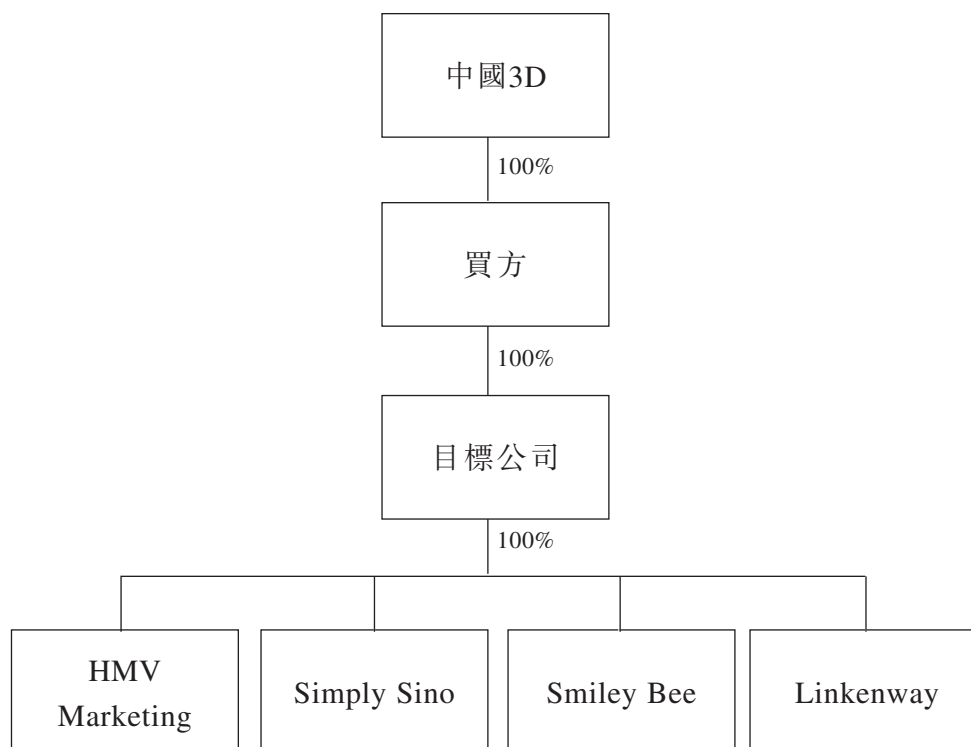 中國3D
100%
買方
100%
目標公司
100%
HMV
Marketing
Simply Sino
Smiley Bee
Linkenway